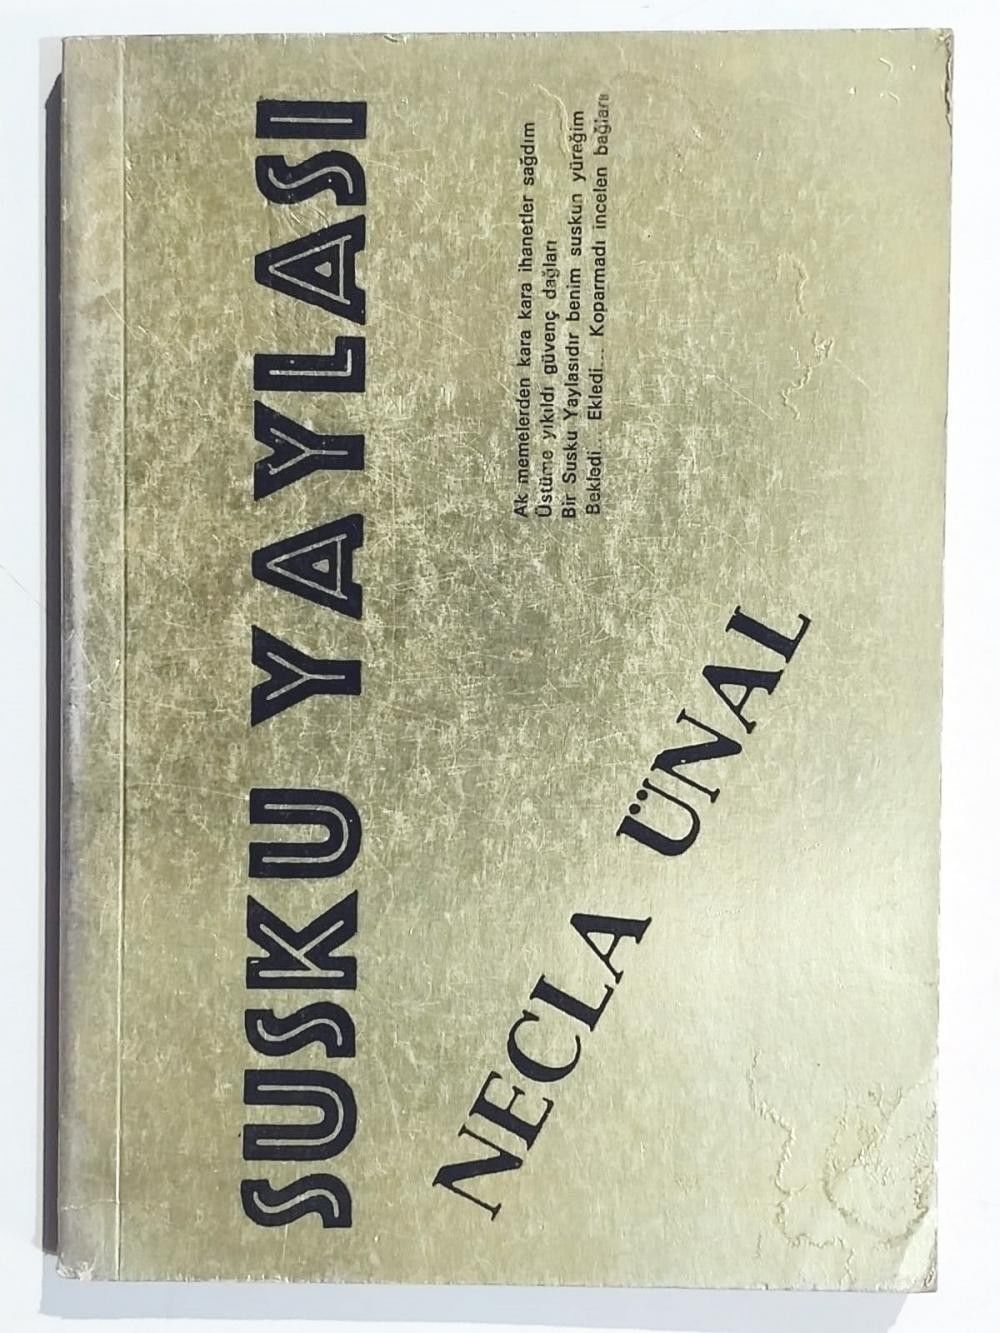 SUSKU YAYLASI
Ak memelerden kara kara ihanetler sağdım
Üstüme yıkıldı güvenç dağları
Bir Susku Yaylasıdır benim suskun yüreğim
Bekledi... Ekledi... Koparmadı incelen bağları
NECLA ÜNAL